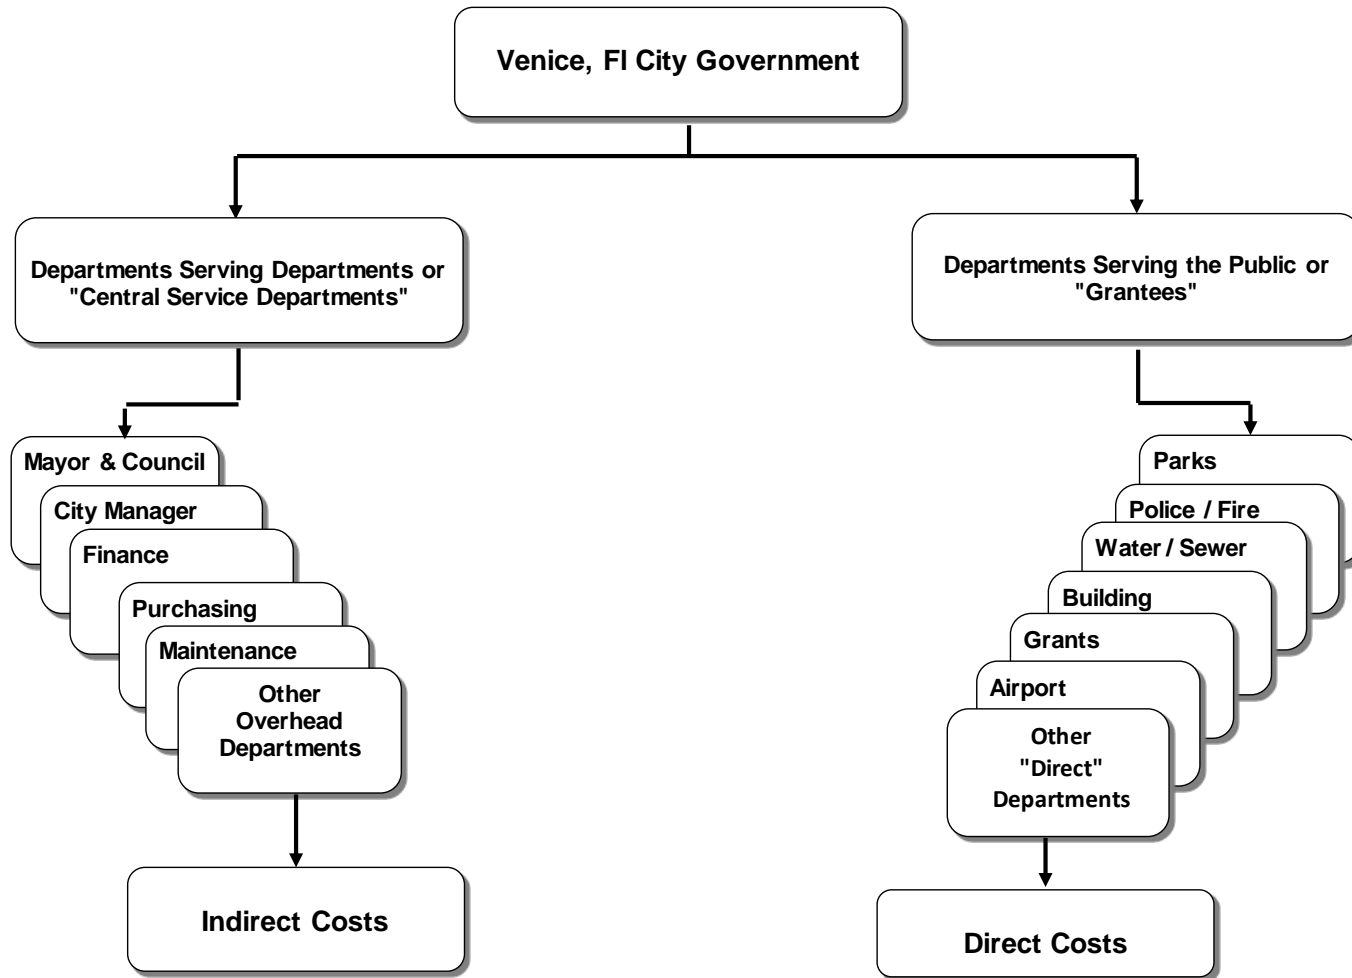 Venice, Fl City Government
Departments Serving Departments or
"Central Service Departments"
Departments Serving the Public or
"Grantees"
Mayor & Council
City Manager
Finance
Purchasing
Maintenance
Other
Overhead
Departments
Indirect Costs
Parks
Police / Fire
Water / Sewer
Building
Grants
Airport
Other
"Direct"
Departments
Direct Costs